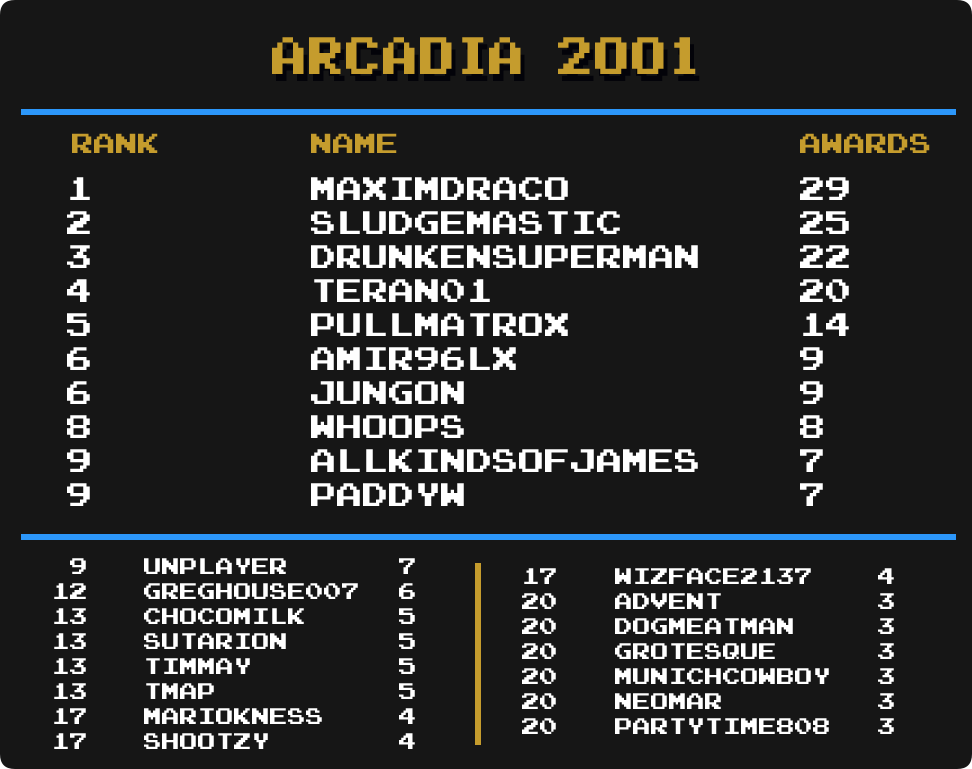 ARCADIA 2001
RANK NAME AWARDS
1 MAXIMDRACO 29
2 SLUDGEMASTIC 25
3 DRUNKENSUPERMAN 22
4 TERAN01 20
5 PULLMATROX 14
6 AMIR96LX 9
6 JUNGON 9
8 WHOOPS 8
9 ALLKINDSOFJAMES 7
9 PADDYW 7
9 UNPLAYER 7
12 GREGHOUSE007 6
13 CHOCOMILK 5
13 SUTARION 5
13 TIMMAY 5
13 TMAP 5
17 MARIOKNESS 4
17 SHOOTZY 4
17 WIZFACE2137 4
20 ADVENT 3
20 DOGMEATMAN 3
20 GROTESQUE 3
20 MUNICHCOWBOY 3
20 NEOMAR 3
20 PARTYTIME808 3